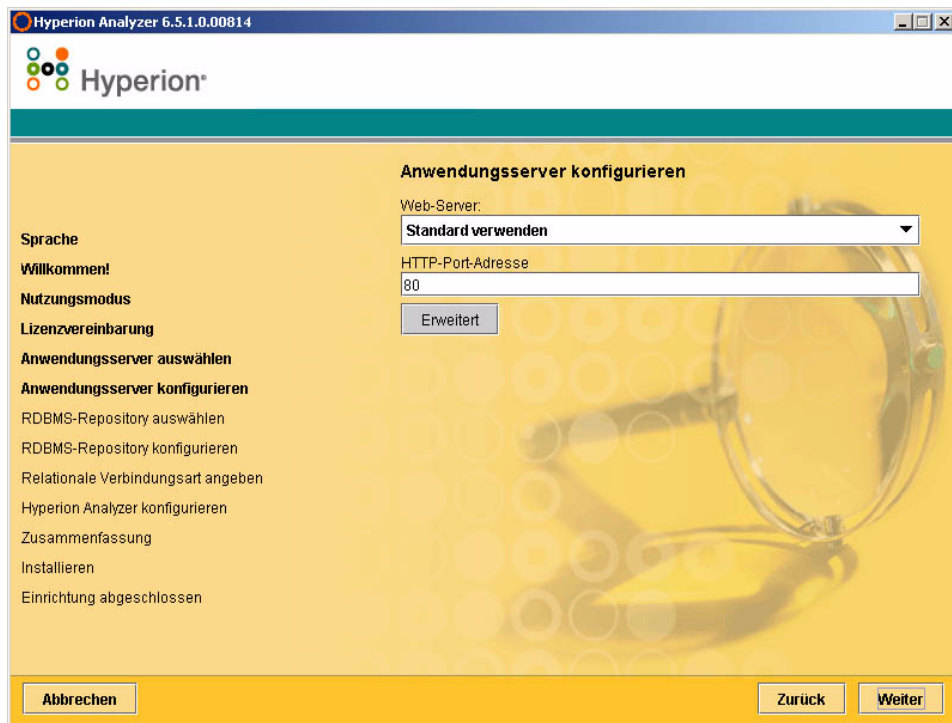 Hyperion Analyzer 6.5.1.0.00814
Hyperion®
Anwendungsserver konfigurieren
Web-Server:
Standard verwenden
HTTP-Port-Adresse
80
Erweitert
Sprache
Willkommen!
Nutzungsmodus
Lizenzvereinbarung
Anwendungsserver auswählen
Anwendungsserver konfigurieren
RDBMS-Repository auswählen
RDBMS-Repository konfigurieren
Relationale Verbindungsart angeben
Hyperion Analyzer konfigurieren
Zusammenfassung
Installieren
Einrichtung abgeschlossen
Abbrechen
Zurück
Weiter